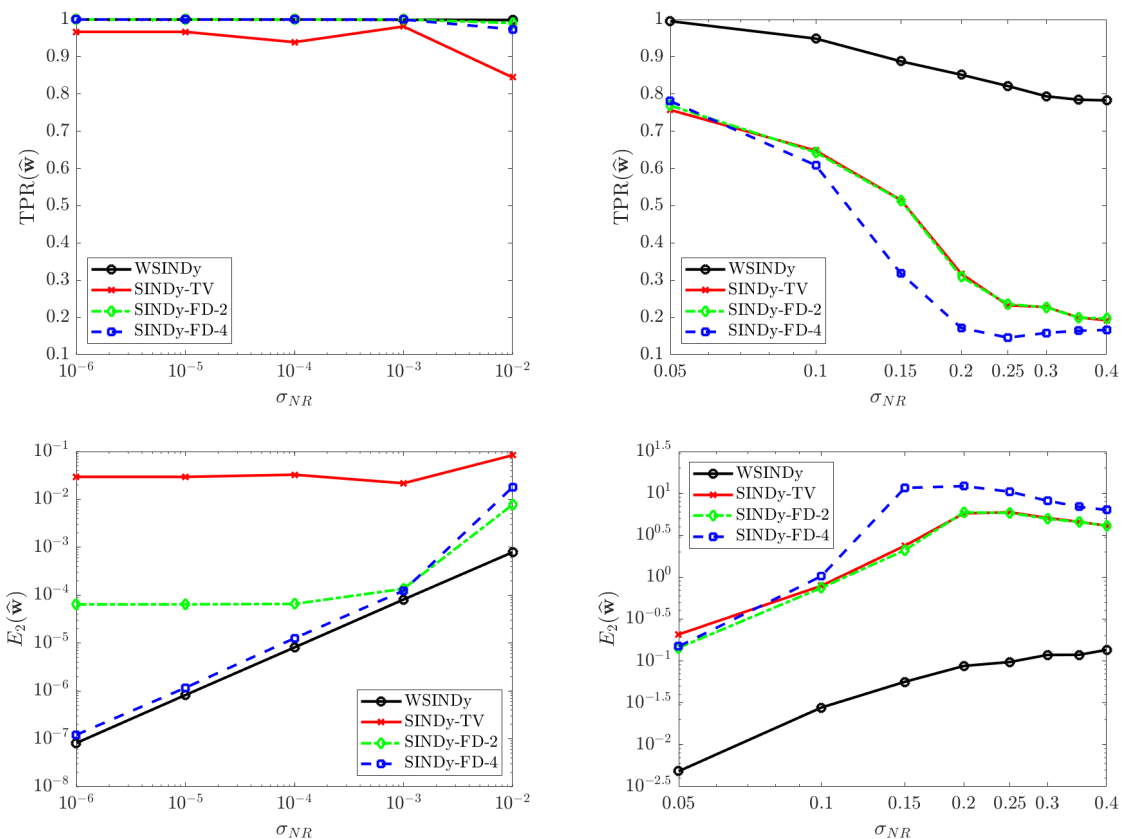 TPR(ŵ)
1
0.9
0.8
0.7
0.6
0.5
0.4
0.3
0.2
0.1
WSINDy
SINDy-TV
SINDy-FD-2
SINDy-FD-4
10⁻⁶
10⁻⁵
10⁻⁴
10⁻³
10⁻²
σ_NR
TPR(ŵ)
1
0.9
0.8
0.7
0.6
0.5
0.4
0.3
0.2
0.1
WSINDy
SINDy-TV
SINDy-FD-2
SINDy-FD-4
0.05
0.1
0.15
0.2
0.25
0.3
0.4
σ_NR
E₂(ŵ)
10⁻¹
10⁻²
10⁻³
10⁻⁴
10⁻⁵
10⁻⁶
10⁻⁷
10⁻⁸
WSINDy
SINDy-TV
SINDy-FD-2
SINDy-FD-4
10⁻⁶
10⁻⁵
10⁻⁴
10⁻³
10⁻²
σ_NR
E₂(ŵ)
10^1.5
10^1
10^0.5
10^0
10^-0.5
10^-1
10^-1.5
10^-2
10^-2.5
WSINDy
SINDy-TV
SINDy-FD-2
SINDy-FD-4
0.05
0.1
0.15
0.2
0.25
0.3
0.4
σ_NR